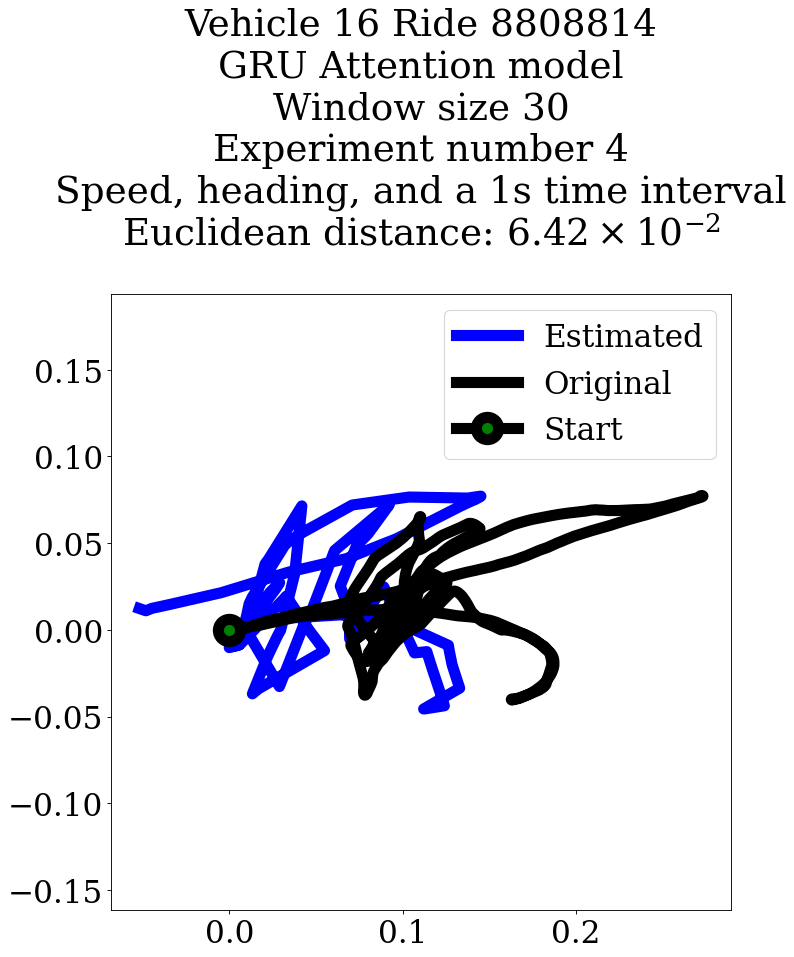 Vehicle 16 Ride 8808814
GRU Attention model
Window size 30
Experiment number 4
Speed, heading, and a 1s time interval
Euclidean distance: 6.42 × 10⁻²
Estimated
Original
Start
0.15
0.10
0.05
0.00
−0.05
−0.10
−0.15
0.0 0.1 0.2